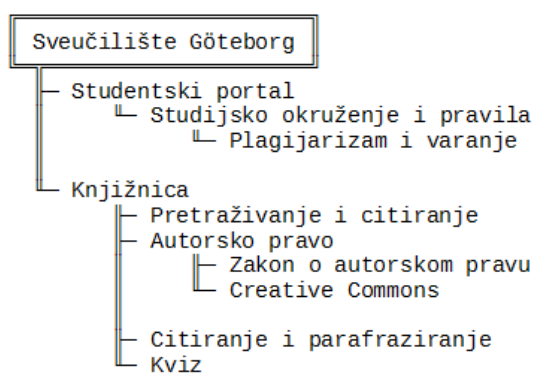 Sveučilište Göteborg
Studentski portal
Studijsko okruženje i pravila
Plagijarizam i varanje
Knjižnica
Pretraživanje i citiranje
Autorsko pravo
Zakon o autorskom pravu
Creative Commons
Citiranje i parafraziranje
Kviz